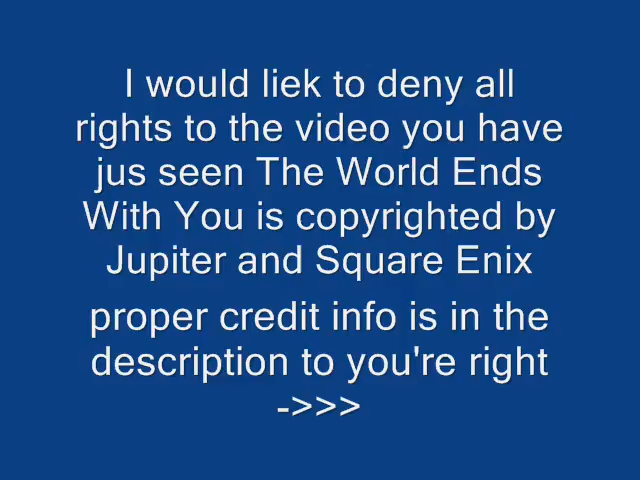 I would liek to deny all
rights to the video you have
jus seen The World Ends
With You is copyrighted by
Jupiter and Square Enix
proper credit info is in the
description to you're right
->>>